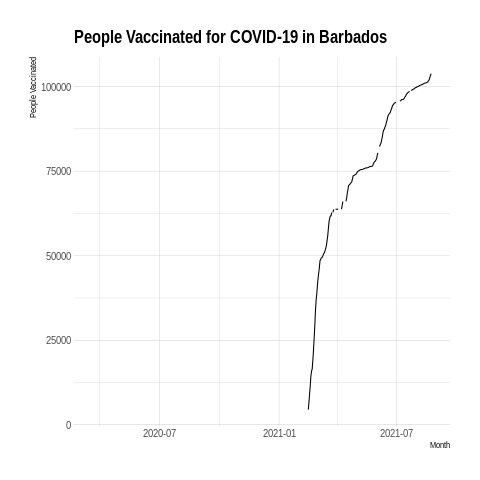 People Vaccinated for COVID-19 in Barbados
People Vaccinated
100000
75000
50000
25000
0
2020-07 2021-01 2021-07
Month